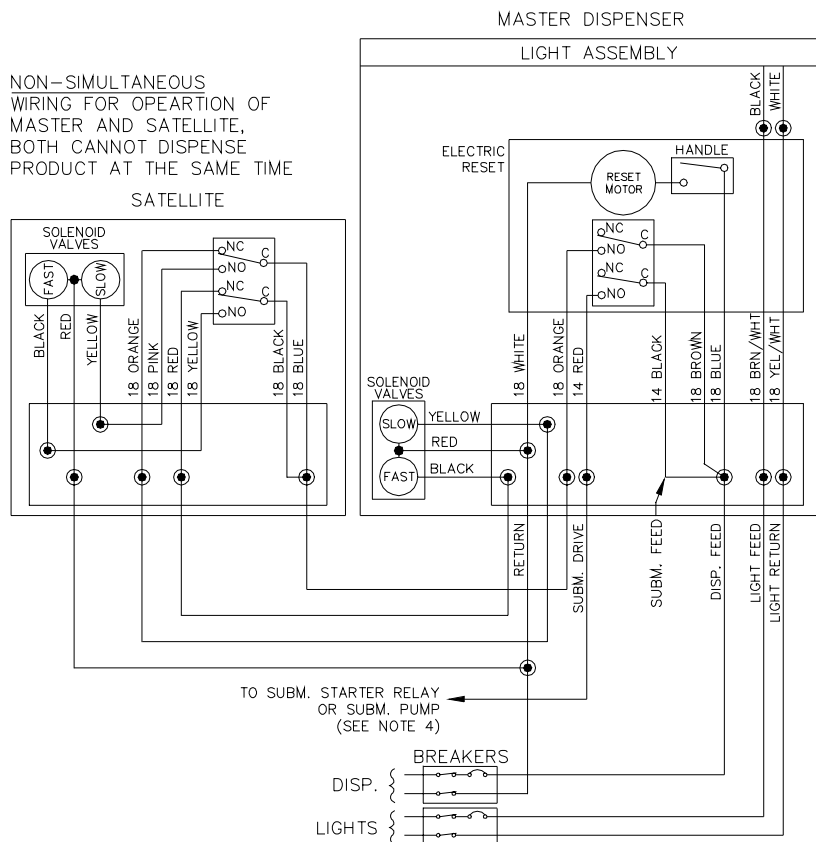 MASTER DISPENSER
LIGHT ASSEMBLY
NON-SIMULTANEOUS
WIRING FOR OPEARTION OF
MASTER AND SATELLITE,
BOTH CANNOT DISPENSE
PRODUCT AT THE SAME TIME
BLACK
WHITE
ELECTRIC
RESET
RESET
MOTOR
HANDLE
NC
C
NO
NC
C
NO
SATELLITE
SOLENOID
VALVES
FAST
SLOW
NC
C
NO
NC
C
NO
BLACK
RED
YELLOW
18 ORANGE
18 PINK
18 RED
18 YELLOW
18 BLACK
18 BLUE
18 WHITE
18 ORANGE
14 RED
14 BLACK
18 BROWN
18 BLUE
18 BRN/WHT
18 YEL/WHT
SOLENOID
VALVES
SLOW
YELLOW
RED
FAST
BLACK
RETURN
SUBM. DRIVE
SUBM. FEED
DISP. FEED
LIGHT FEED
LIGHT RETURN
TO SUBM. STARTER RELAY
OR SUBM. PUMP
(SEE NOTE 4)
BREAKERS
DISP.
LIGHTS